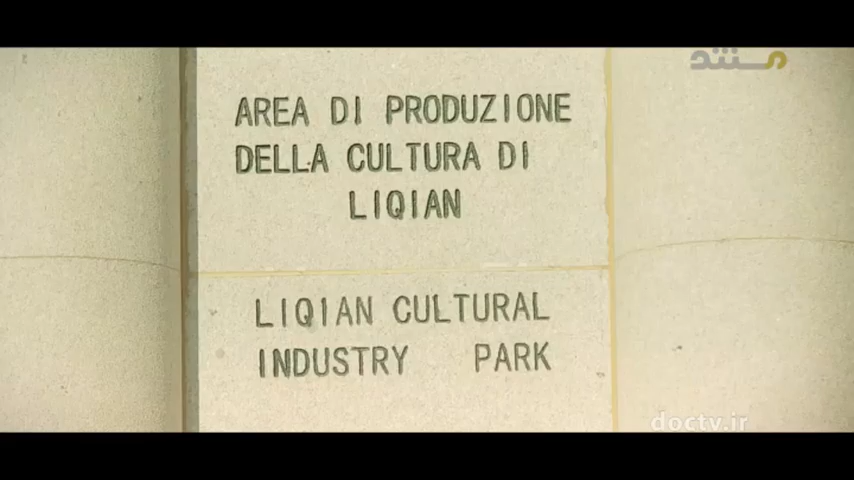 مستند
AREA DI PRODUZIONE
DELLA CULTURA DI
LIQIAN
LIQIAN CULTURAL
INDUSTRY PARK
doctv.ir